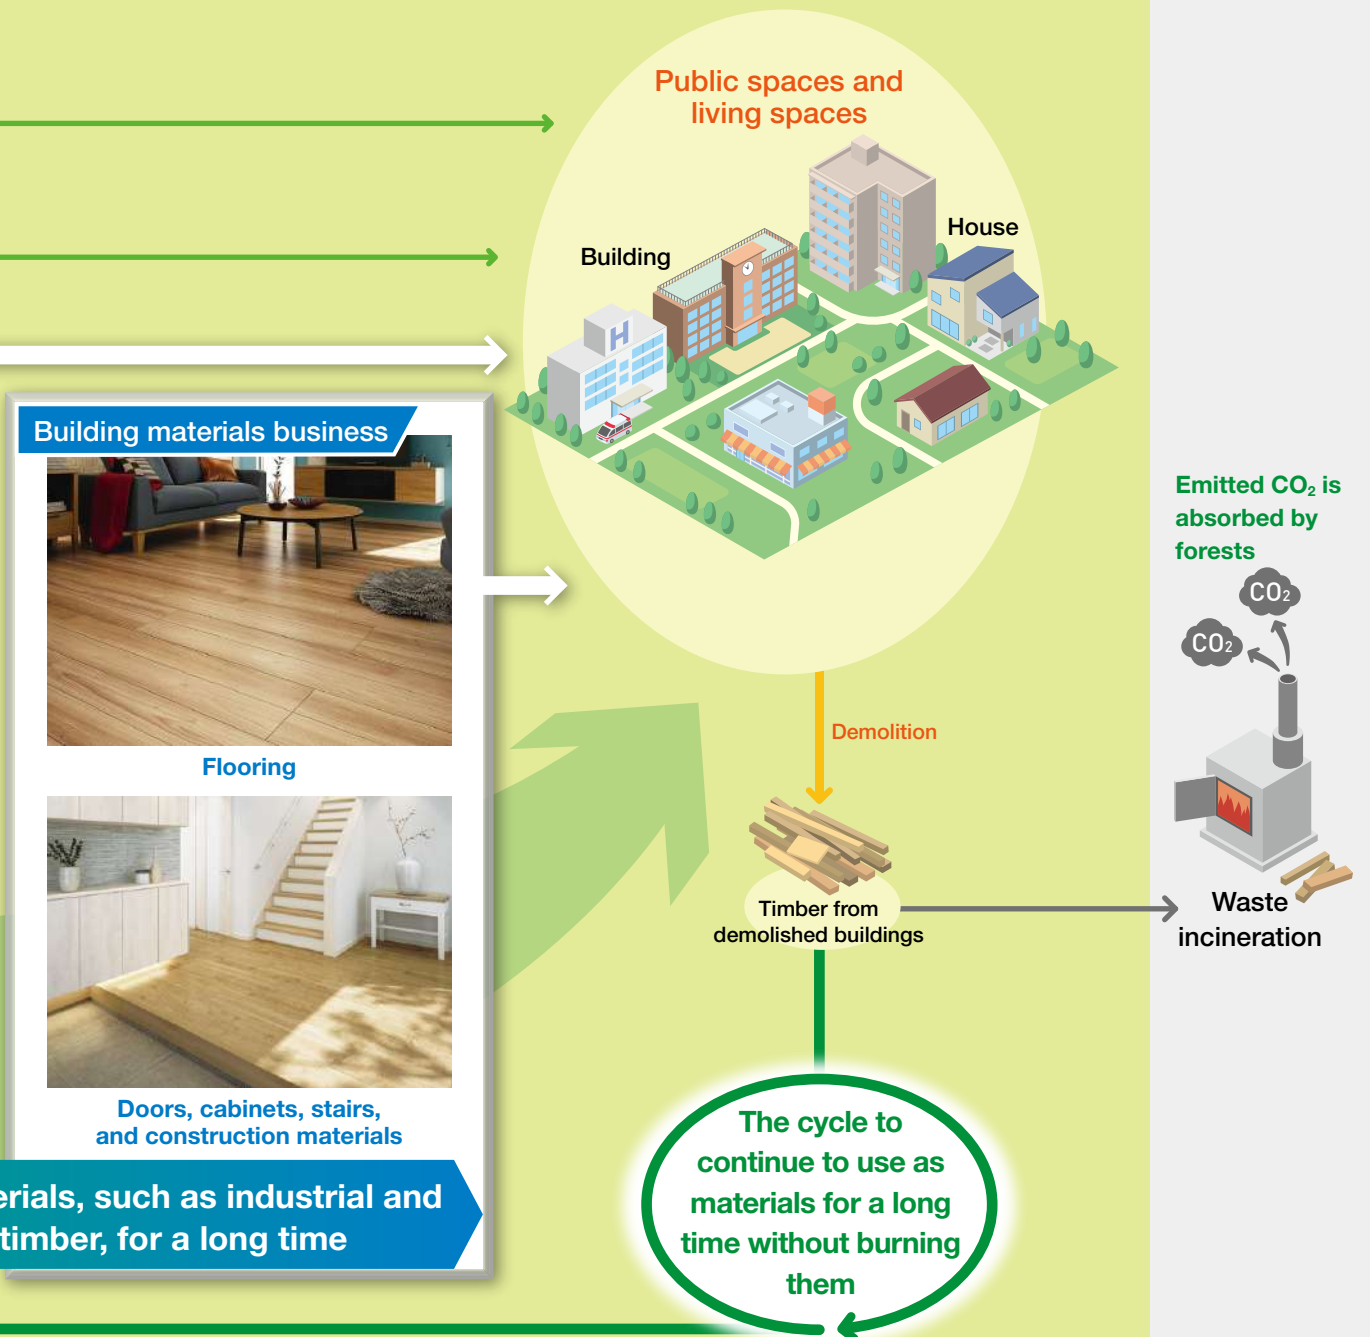 Public spaces and
living spaces
House
Building
H
Building materials business
Flooring
Doors, cabinets, stairs,
and construction materials
erials, such as industrial and
timber, for a long time
Demolition
Timber from
demolished buildings
The cycle to
continue to use as
materials for a long
time without burning
them
Emitted CO₂ is
absorbed by
forests
CO₂
CO₂
Waste
incineration